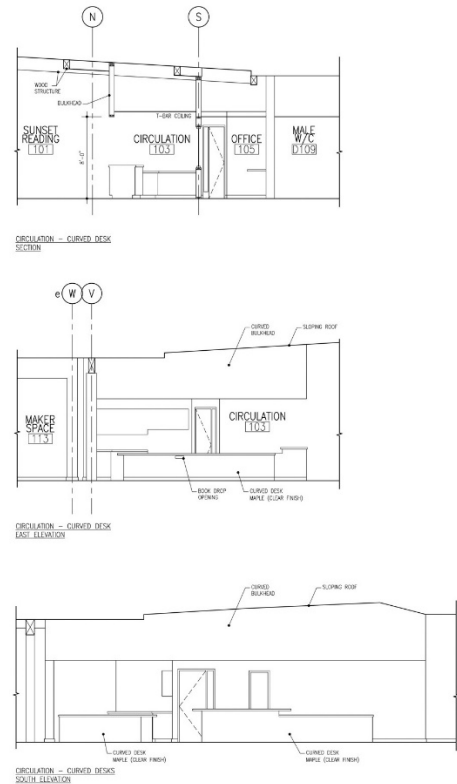 N
S
WOOD
STRUCTURE
BULKHEAD
T-BAR CEILING
SUNSET
READING
101
8'-0"
CIRCULATION
103
OFFICE
105
MALE
W/C
D109
CIRCULATION - CURVED DESK
SECTION
e W V
CURVED
BULKHEAD
SLOPING ROOF
MAKER
SPACE
113
CIRCULATION
103
BOOK DROP
OPENING
CURVED DESK
MAPLE (CLEAR FINISH)
CIRCULATION - CURVED DESK
EAST ELEVATION
CURVED
BULKHEAD
SLOPING ROOF
CURVED DESK
MAPLE (CLEAR FINISH)
CURVED DESK
MAPLE (CLEAR FINISH)
CIRCULATION - CURVED DESKS
SOUTH ELEVATION